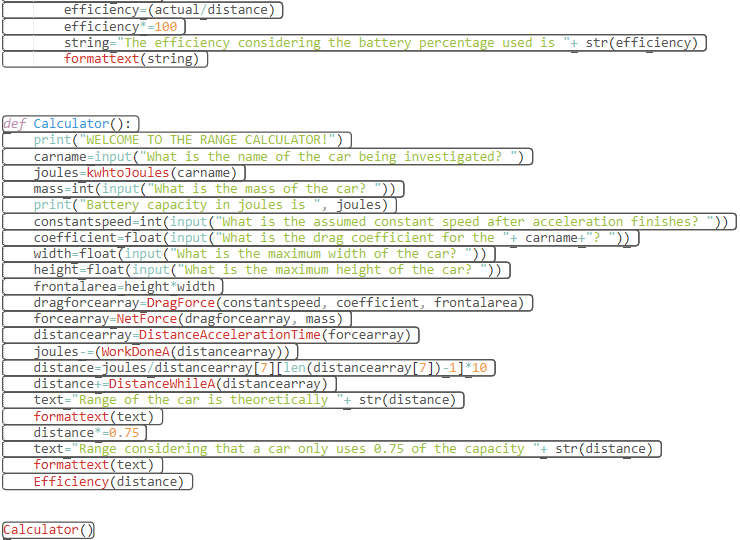 efficiency=(actual/distance)
efficiency*=100
string="The efficiency considering the battery percentage used is "+ str(efficiency)
formattext(string)
def Calculator():
print("WELCOME TO THE RANGE CALCULATOR!")
carname=input("What is the name of the car being investigated? ")
joules=kwhtoJoules(carname)
mass=int(input("What is the mass of the car? "))
print("Battery capacity in joules is ", joules)
constantspeed=int(input("What is the assumed constant speed after acceleration finishes? "))
coefficient=float(input("What is the drag coefficient for the "+ carname+"? "))
width=float(input("What is the maximum width of the car? "))
height=float(input("What is the maximum height of the car? "))
frontalarea=height*width
dragforcearray=DragForce(constantspeed, coefficient, frontalarea)
forcearray=NetForce(dragforcearray, mass)
distancearray=DistanceAccelerationTime(forcearray)
joules-=(WorkDoneA(distancearray))
distance=joules/distancearray[7][len(distancearray[7])-1]*10
distance+=DistanceWhileA(distancearray)
text="Range of the car is theoretically "+ str(distance)
formattext(text)
distance*=0.75
text="Range considering that a car only uses 0.75 of the capacity "+ str(distance)
formattext(text)
Efficiency(distance)
Calculator()